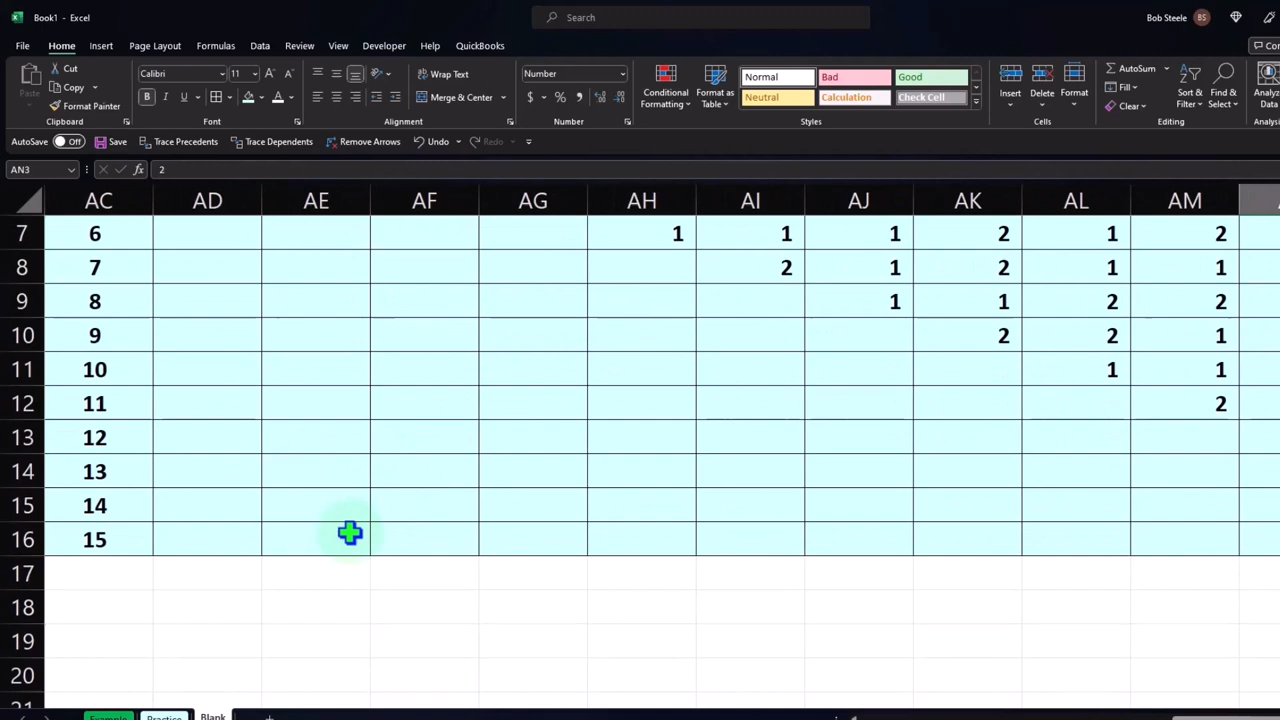 Book1 - Excel
Search
Bob Steele
BS
File Home Insert Page Layout Formulas Data Review View Developer Help QuickBooks
Cut
Calibri 11
Wrap Text
Number
Normal Bad Good
AutoSum
Copy
Fill
Paste
Format Painter
B I U
Merge & Center
$ %
Conditional Formatting
Format as Table
Neutral Calculation Check Cell
Insert Delete Format
Clear
Sort & Filter
Find & Select
Clipboard Font Alignment Number Styles Cells Editing
AutoSave Off Save Trace Precedents Trace Dependents Remove Arrows Undo Redo
AN3 fx 2
AC AD AE AF AG AH AI AJ AK AL AM
7 6 1 1 1 2 1 2
8 7 2 1 2 1 1
9 8 1 1 2 2
10 9 2 2 1
11 10 1 1
12 11 2
13 12
14 13
15 14
16 15
17
18
19
20
21
Example Practice Blank